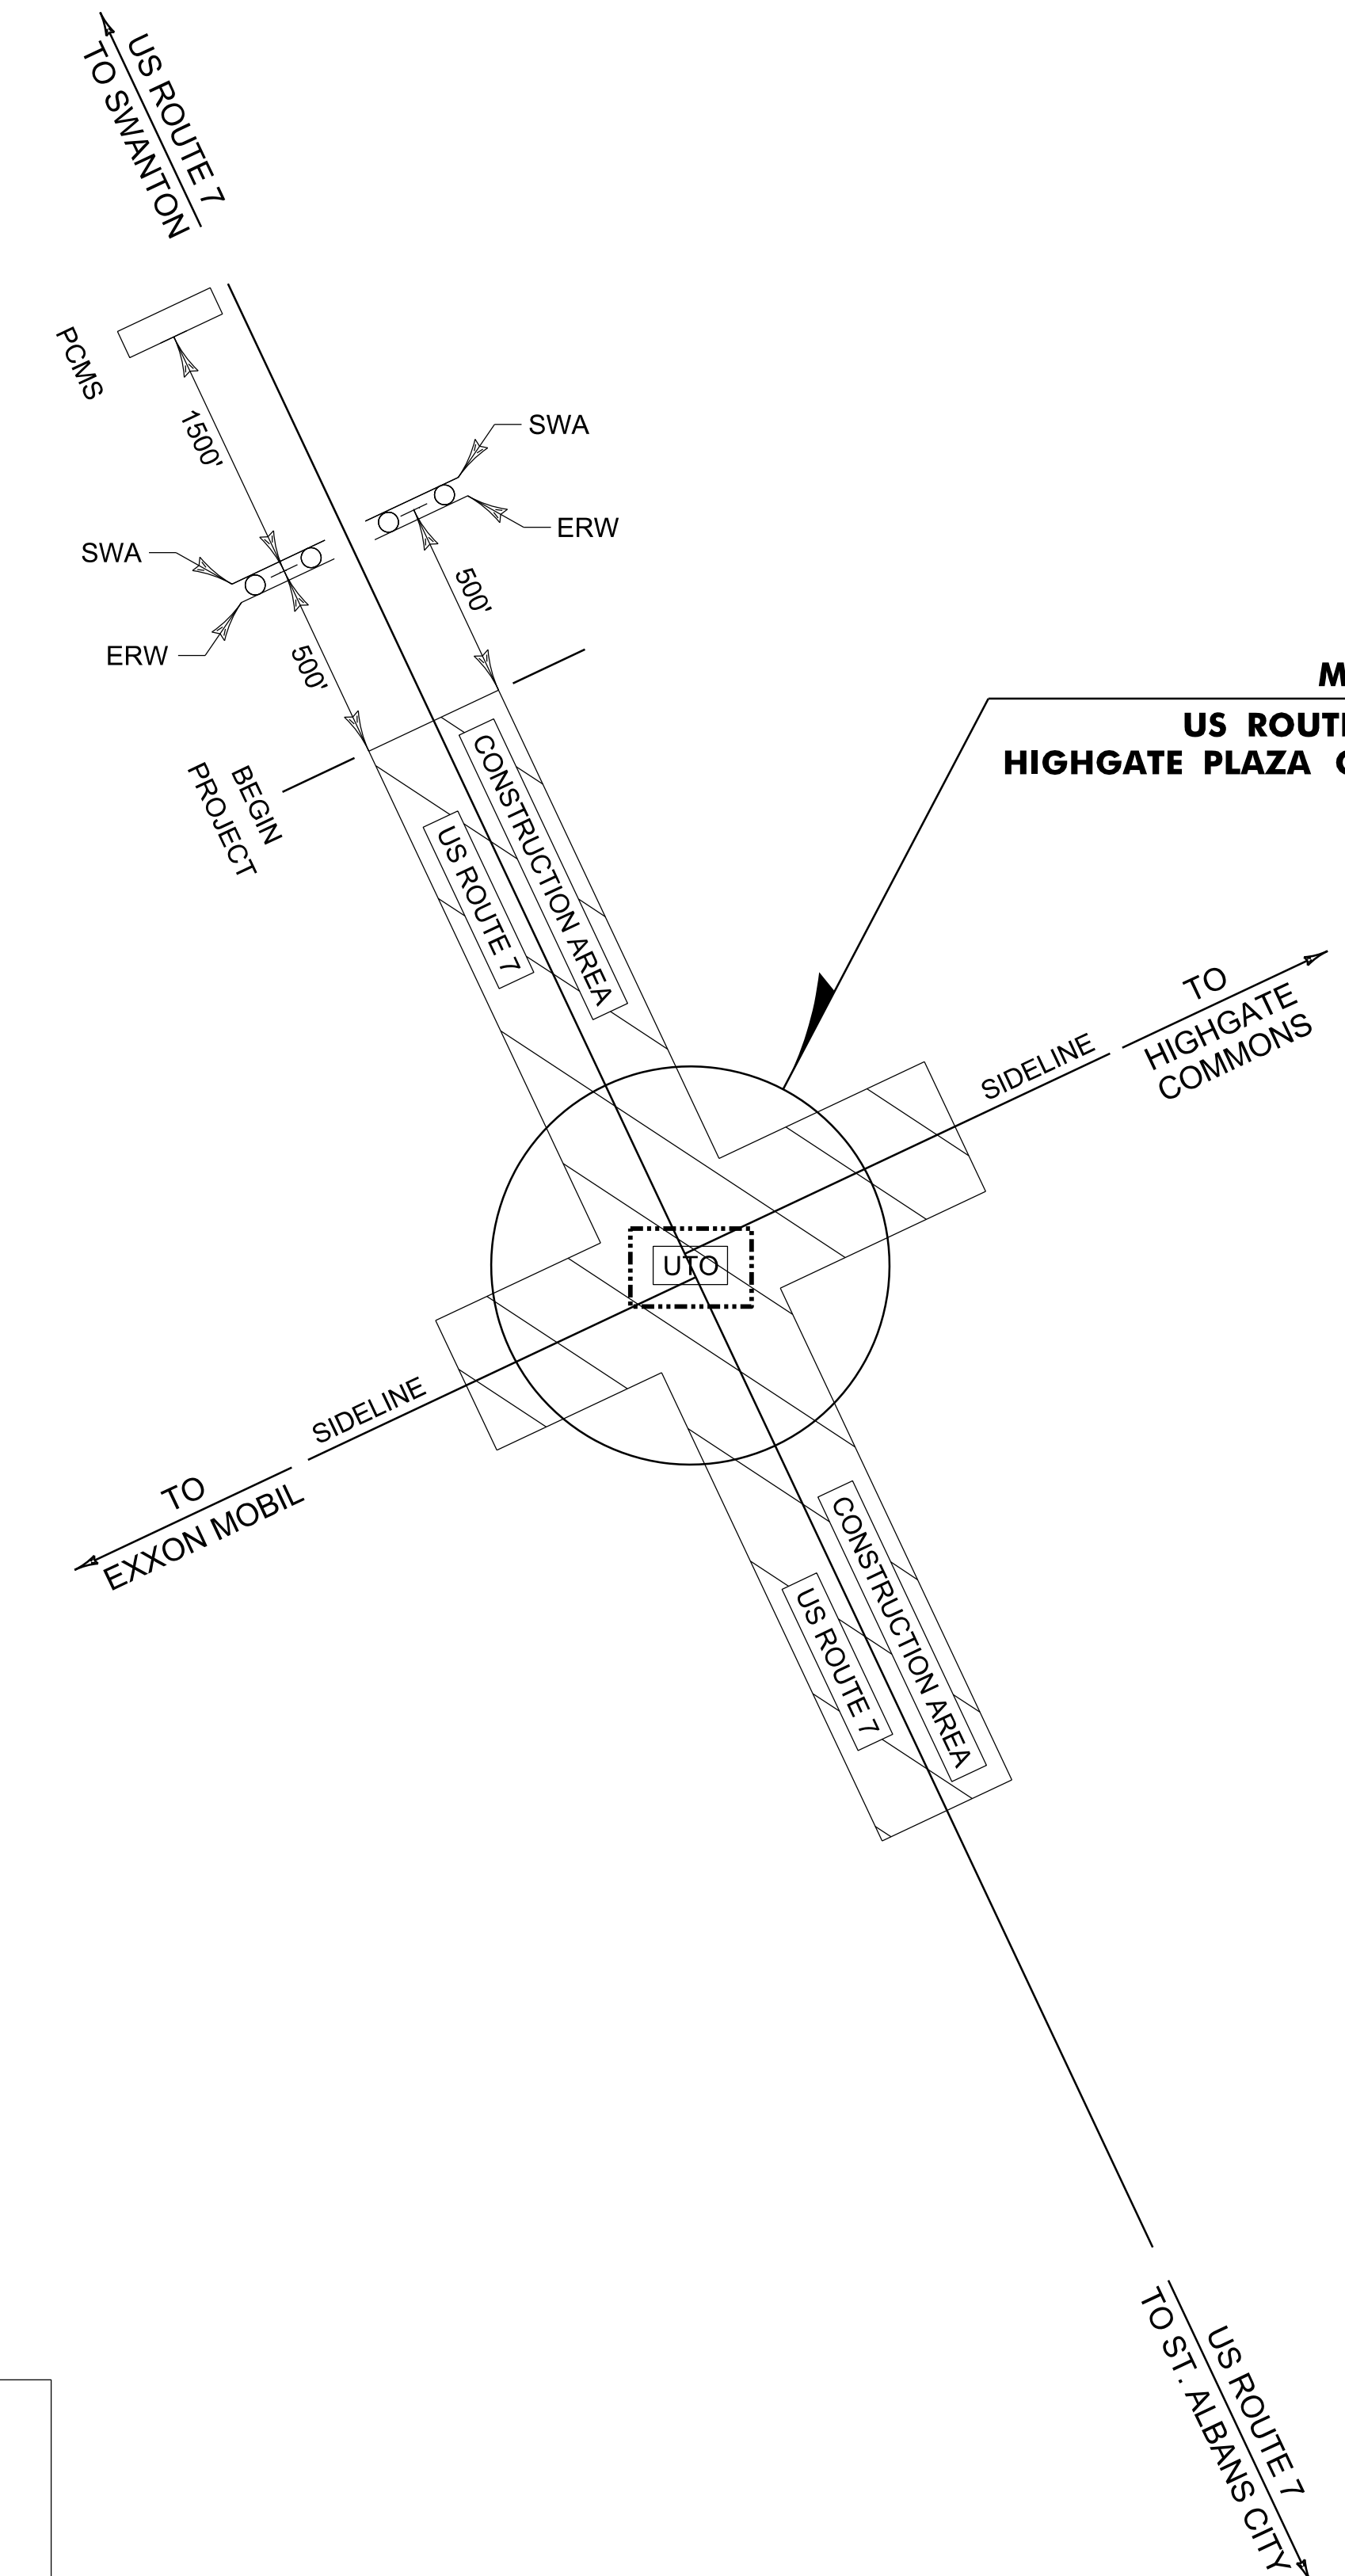 US ROUTE 7
TO SWANTON
PCMS
1500'
SWA
ERW
SWA
ERW
500'
500'
BEGIN
PROJECT
US ROUTE 7
CONSTRUCTION AREA
HIGHGATE PLAZA
TO
HIGHGATE
COMMONS
SIDELINE
UTO
SIDELINE
TO
EXXON MOBIL
US ROUTE 7
CONSTRUCTION AREA
US ROUTE 7
TO ST. ALBANS CITY